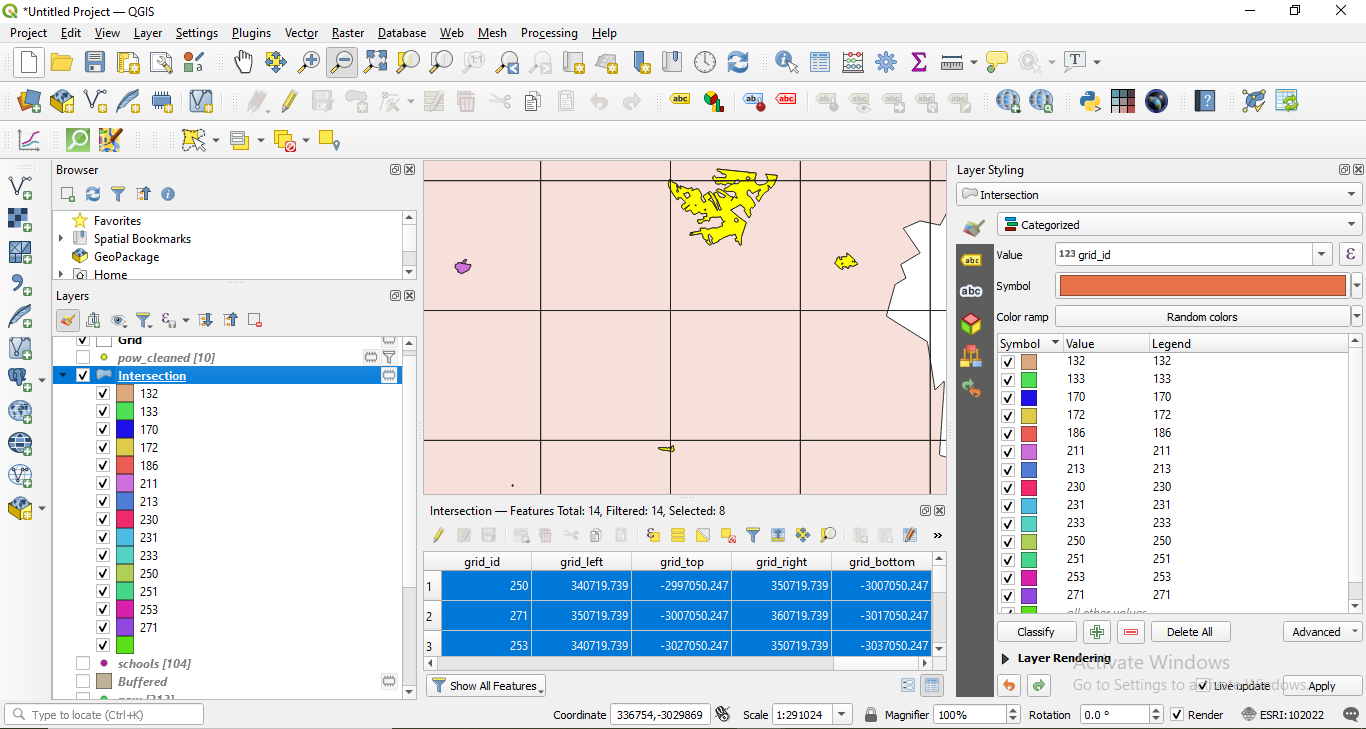 *Untitled Project — QGIS
Project Edit View Layer Settings Plugins Vector Raster Database Web Mesh Processing Help
Browser
Favorites
Spatial Bookmarks
GeoPackage
Home
Layers
Grid
pow_cleaned [10]
Intersection
132
133
170
172
186
211
213
230
231
233
250
251
253
271
schools [104]
Buffered
Intersection — Features Total: 14, Filtered: 14, Selected: 8
grid_id grid_left grid_top grid_right grid_bottom
1 250 340719.739 -2997050.247 350719.739 -3007050.247
2 271 350719.739 -3007050.247 360719.739 -3017050.247
3 253 340719.739 -3027050.247 350719.739 -3037050.247
Show All Features
Layer Styling
Intersection
Categorized
Value 123 grid_id
Symbol
Color ramp Random colors
Symbol Value Legend
132 132
133 133
170 170
172 172
186 186
211 211
213 213
230 230
231 231
233 233
250 250
251 251
253 253
271 271
all other values
Classify Delete All Advanced
Layer Rendering
Activate Windows
Go to Settings to activate Windows.
Live update Apply
Type to locate (Ctrl+K) Coordinate 336754,-3029869 Scale 1:291024 Magnifier 100% Rotation 0.0 ° Render ESRI:102022